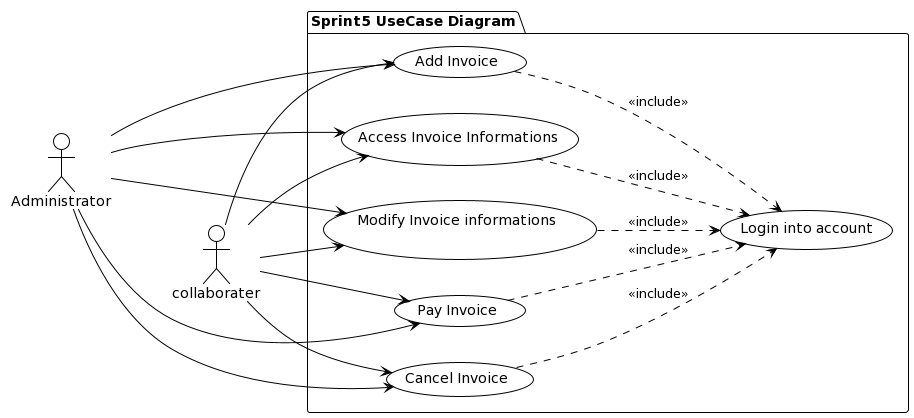 Sprint5 UseCase Diagram
Add Invoice
«include»
Access Invoice Informations
«include»
Administrator
Modify Invoice informations
«include»
Login into account
«include»
collaborater
Pay Invoice
«include»
Cancel Invoice